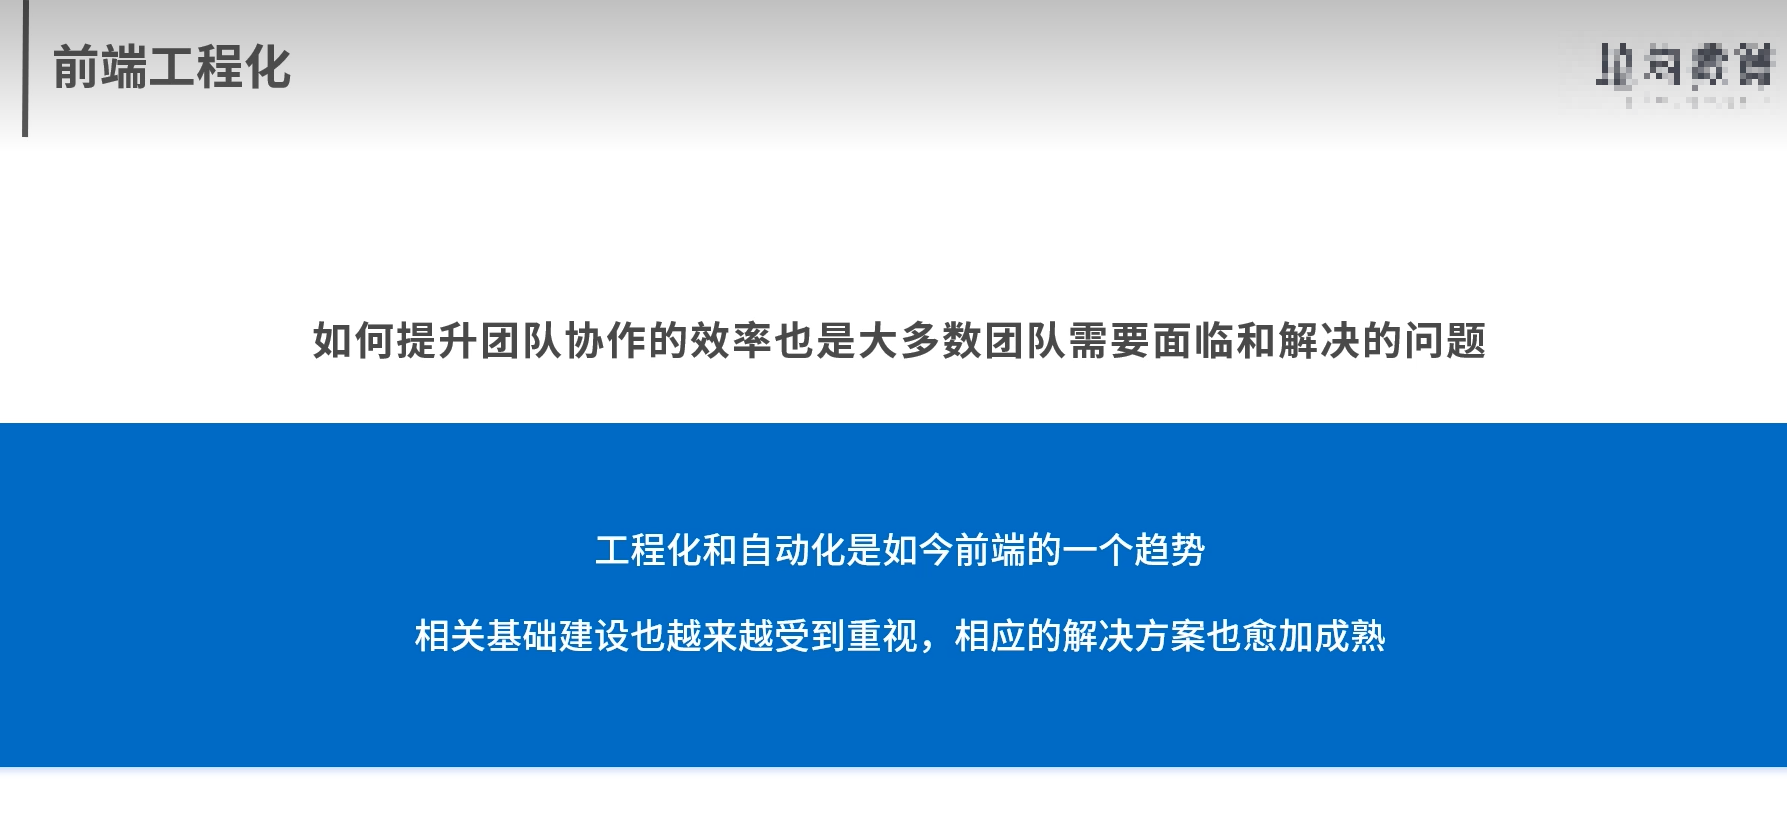 前端工程化
如何提升团队协作的效率也是大多数团队需要面临和解决的问题
工程化和自动化是如今前端的一个趋势
相关基础建设也越来越受到重视，相应的解决方案也愈加成熟